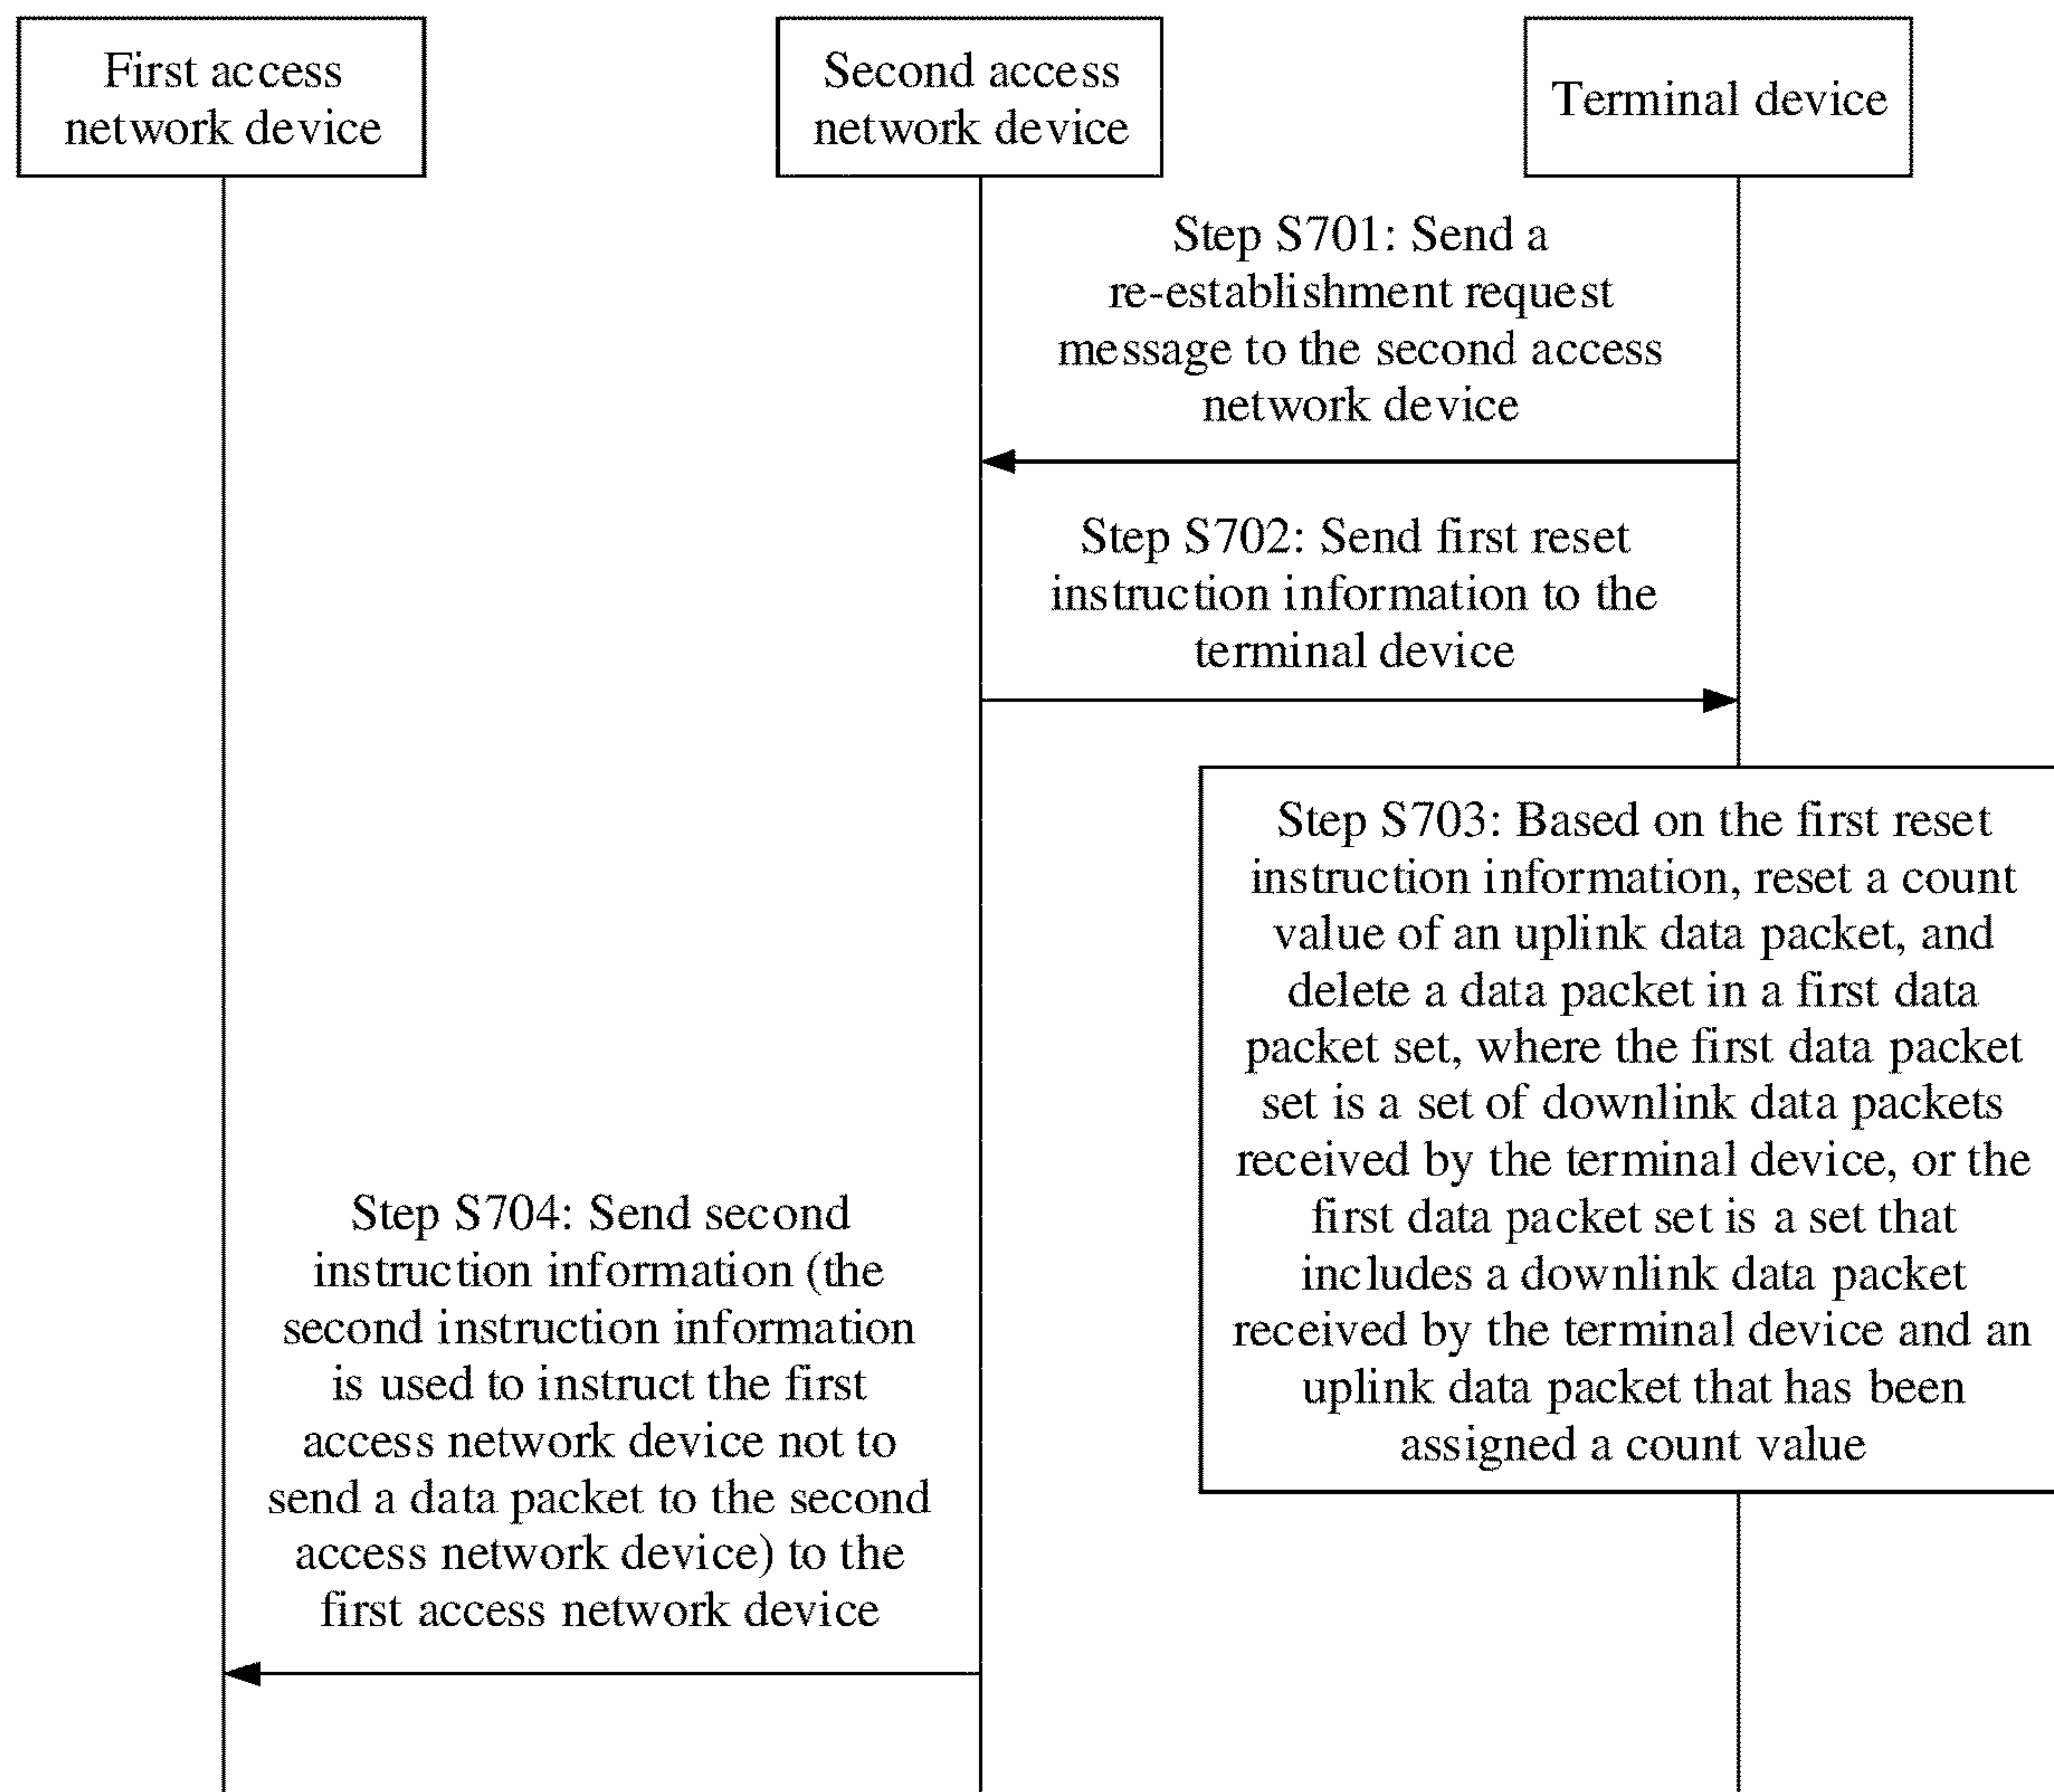 First access
network device
Second access
network device
Terminal device
Step S701: Send a
re-establishment request
message to the second access
network device
Step S702: Send first reset
instruction information to the
terminal device
Step S703: Based on the first reset
instruction information, reset a count
value of an uplink data packet, and
delete a data packet in a first data
packet set, where the first data packet
set is a set of downlink data packets
received by the terminal device, or the
first data packet set is a set that
includes a downlink data packet
received by the terminal device and an
uplink data packet that has been
assigned a count value
Step S704: Send second
instruction information (the
second instruction information
is used to instruct the first
access network device not to
send a data packet to the second
access network device) to the
first access network device